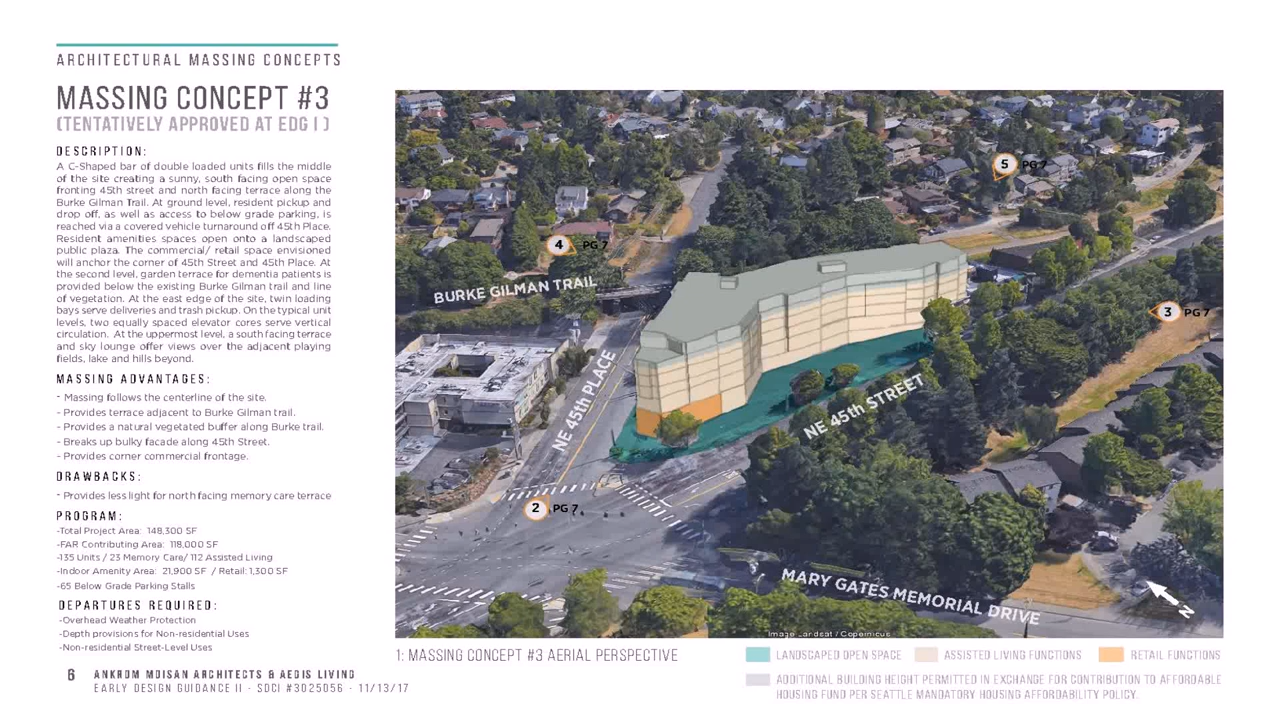 ARCHITECTURAL MASSING CONCEPTS
MASSING CONCEPT #3
(TENTATIVELY APPROVED AT EDG I )
DESCRIPTION:
A C-Shaped bar of double loaded units fills the middle
of the site creating a sunny, south facing open space
fronting 45th street and north facing terrace along the
Burke Gilman Trail. At ground level, resident pickup and
drop off, as well as access to below grade parking, is
reached via a covered vehicle turnaround off 45th Place.
Resident amenities spaces open onto a landscaped
public plaza. The commercial/ retail space envisioned
will anchor the corner of 45th Street and 45th Place. At
the second level, garden terrace for dementia patients is
provided below the existing Burke Gilman trail and line
of vegetation. At the east edge of the site, twin loading
bays serve deliveries and trash pickup. On the typical unit
levels, two equally spaced elevator cores serve vertical
circulation. At the uppermost level, a south facing terrace
and sky lounge offer views over the adjacent playing
fields, lake and hills beyond.
MASSING ADVANTAGES:
- Massing follows the centerline of the site.
- Provides terrace adjacent to Burke Gilman trail.
- Provides a natural vegetated buffer along Burke trail.
- Breaks up bulky facade along 45th Street.
- Provides corner commercial frontage.
DRAWBACKS:
- Provides less light for north facing memory care terrace
PROGRAM:
-Total Project Area: 148,300 SF
-FAR Contributing Area: 118,000 SF
-135 Units / 23 Memory Care/ 112 Assisted Living
-Indoor Amenity Area: 21,900 SF / Retail: 1,300 SF
-65 Below Grade Parking Stalls
DEPARTURES REQUIRED:
-Overhead Weather Protection
-Depth provisions for Non-residential Uses
-Non-residential Street-Level Uses
6 ANKROM MOISAN ARCHITECTS & AEGIS LIVING
EARLY DESIGN GUIDANCE II - SDCI #3025056 - 11/13/17
5 PG 7
4 PG 7
BURKE GILMAN TRAIL
3 PG 7
NE 45th PLACE
NE 45th STREET
2 PG 7
MARY GATES MEMORIAL DRIVE
N
Image Landsat / Copernicus
1: MASSING CONCEPT #3 AERIAL PERSPECTIVE
LANDSCAPED OPEN SPACE
ASSISTED LIVING FUNCTIONS
RETAIL FUNCTIONS
ADDITIONAL BUILDING HEIGHT PERMITTED IN EXCHANGE FOR CONTRIBUTION TO AFFORDABLE
HOUSING FUND PER SEATTLE MANDATORY HOUSING AFFORDABILITY POLICY.